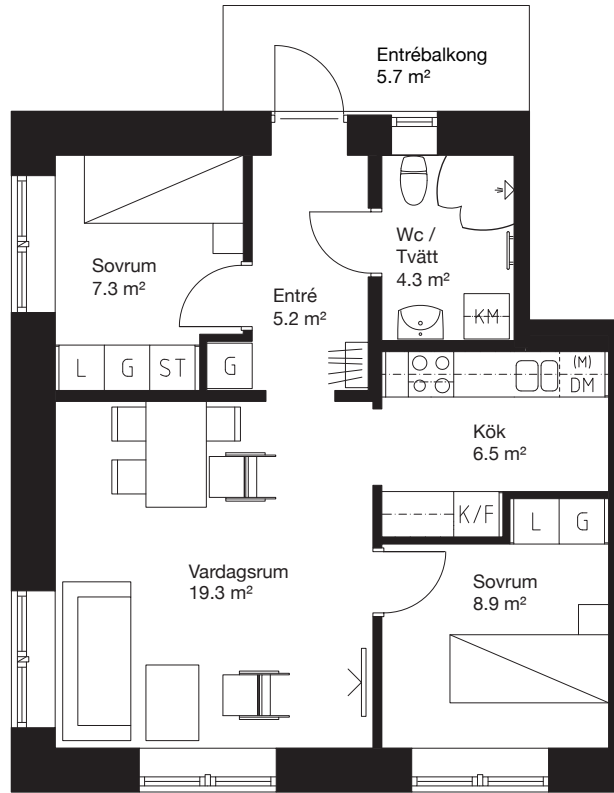 Entrébalkong
5.7 m²
Wc /
Tvätt
4.3 m²
Sovrum
7.3 m²
Entré
5.2 m²
KM
L G ST G
(M)
DM
Kök
6.5 m²
K/F
L G
Vardagsrum
19.3 m²
Sovrum
8.9 m²